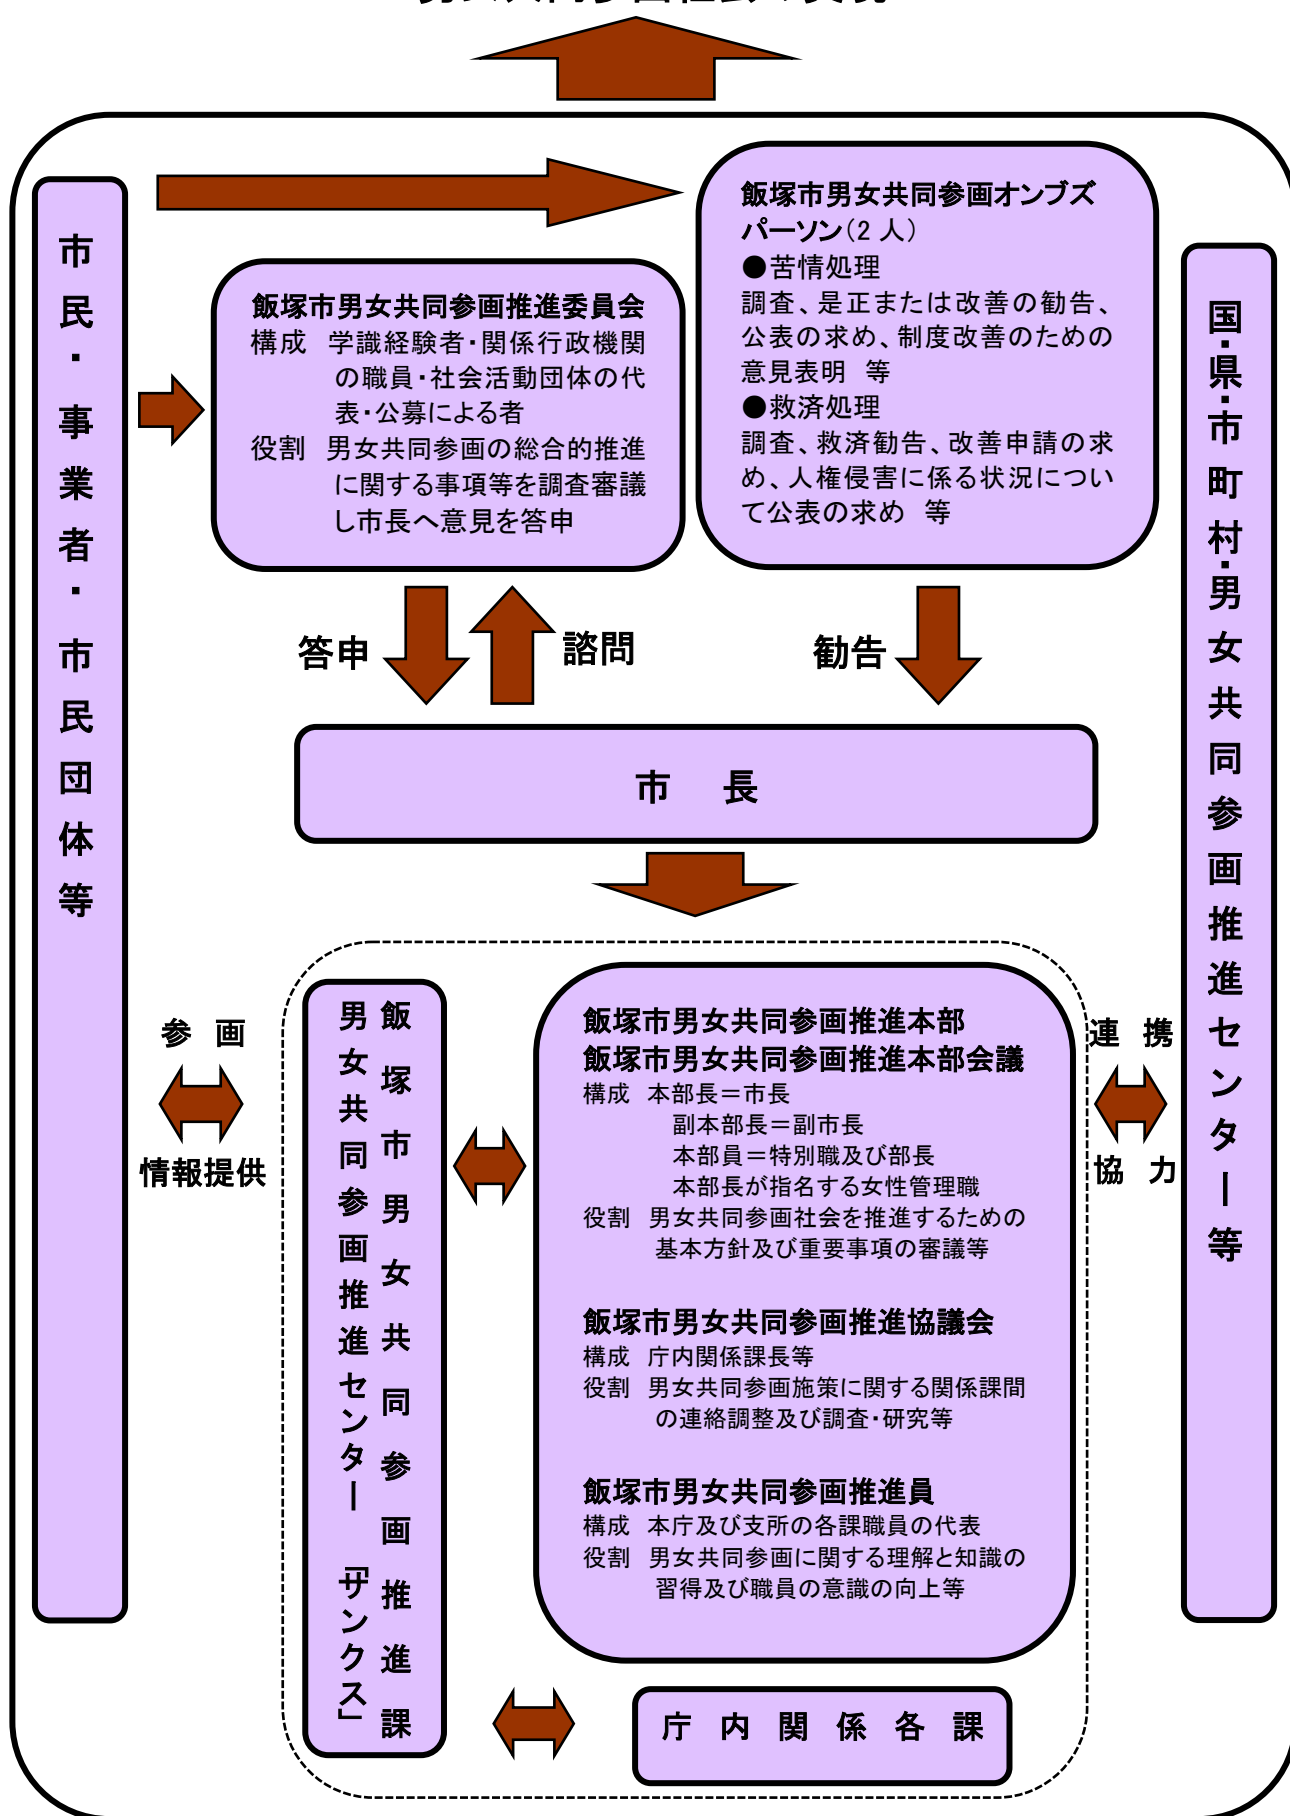 市民・事業者・市民団体等
飯塚市男女共同参画オンブズ
パーソン(2 人)
●苦情処理
調査、是正または改善の勧告、
公表の求め、制度改善のための
意見表明　等
●救済処理
調査、救済勧告、改善申請の求
め、人権侵害に係る状況につい
て公表の求め　等
飯塚市男女共同参画推進委員会
構成　学識経験者・関係行政機関
の職員・社会活動団体の代
表・公募による者
役割　男女共同参画の総合的推進
に関する事項等を調査審議
し市長へ意見を答申
国・県・市町村・男女共同参画推進センター等
答申
諮問
勧告
市　長
参　画
情報提供
連　携
協　力
飯塚市男女共同参画推進課
男女共同参画推進センター　「サンクス」
飯塚市男女共同参画推進本部
飯塚市男女共同参画推進本部会議
構成　本部長＝市長
副本部長＝副市長
本部員＝特別職及び部長
本部長が指名する女性管理職
役割　男女共同参画社会を推進するための
基本方針及び重要事項の審議等
飯塚市男女共同参画推進協議会
構成　庁内関係課長等
役割　男女共同参画施策に関する関係課間
の連絡調整及び調査・研究等
飯塚市男女共同参画推進員
構成　本庁及び支所の各課職員の代表
役割　男女共同参画に関する理解と知識の
習得及び職員の意識の向上等
庁　内　関　係　各　課